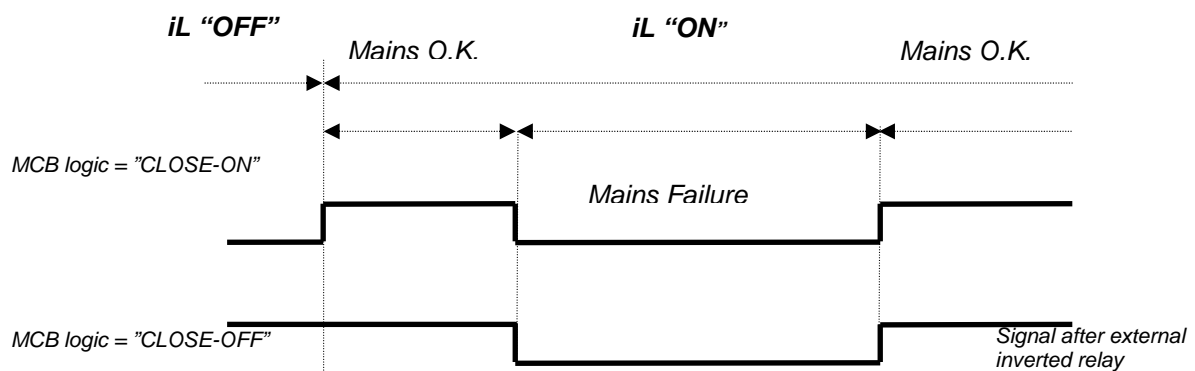 iL “OFF”
iL “ON”
Mains O.K.
Mains O.K.
MCB logic = ”CLOSE-ON”
Mains Failure
MCB logic = ”CLOSE-OFF”
Signal after external
inverted relay